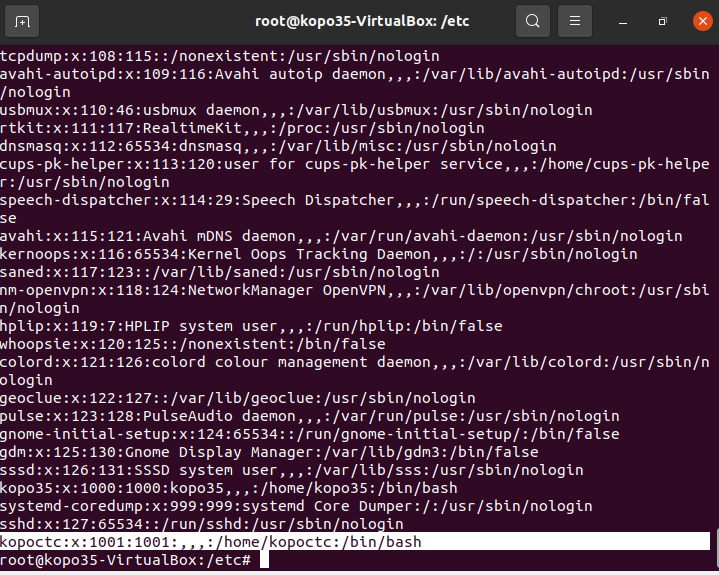 root@kopo35-VirtualBox: /etc
tcpdump:x:108:115::/nonexistent:/usr/sbin/nologin
avahi-autoipd:x:109:116:Avahi autoip daemon,,,:/var/lib/avahi-autoipd:/usr/sbin
/nologin
usbmux:x:110:46:usbmux daemon,,,:/var/lib/usbmux:/usr/sbin/nologin
rtkit:x:111:117:RealtimeKit,,,:/proc:/usr/sbin/nologin
dnsmasq:x:112:65534:dnsmasq,,,:/var/lib/misc:/usr/sbin/nologin
cups-pk-helper:x:113:120:user for cups-pk-helper service,,,:/home/cups-pk-helpe
r:/usr/sbin/nologin
speech-dispatcher:x:114:29:Speech Dispatcher,,,:/run/speech-dispatcher:/bin/fal
se
avahi:x:115:121:Avahi mDNS daemon,,,:/var/run/avahi-daemon:/usr/sbin/nologin
kernoops:x:116:65534:Kernel Oops Tracking Daemon,,,:/:/usr/sbin/nologin
saned:x:117:123::/var/lib/saned:/usr/sbin/nologin
nm-openvpn:x:118:124:NetworkManager OpenVPN,,,:/var/lib/openvpn/chroot:/usr/sbi
n/nologin
hplip:x:119:7:HPLIP system user,,,:/run/hplip:/bin/false
whoopsie:x:120:125::/nonexistent:/bin/false
colord:x:121:126:colord colour management daemon,,,:/var/lib/colord:/usr/sbin/n
ologin
geoclue:x:122:127::/var/lib/geoclue:/usr/sbin/nologin
pulse:x:123:128:PulseAudio daemon,,,:/var/run/pulse:/usr/sbin/nologin
gnome-initial-setup:x:124:65534::/run/gnome-initial-setup/:/bin/false
gdm:x:125:130:Gnome Display Manager:/var/lib/gdm3:/bin/false
sssd:x:126:131:SSSD system user,,,:/var/lib/sss:/usr/sbin/nologin
kopo35:x:1000:1000:kopo35,,,:/home/kopo35:/bin/bash
systemd-coredump:x:999:999:systemd Core Dumper:/:/usr/sbin/nologin
sshd:x:127:65534::/run/sshd:/usr/sbin/nologin
kopoctc:x:1001:1001:,,,:/home/kopoctc:/bin/bash
root@kopo35-VirtualBox:/etc#